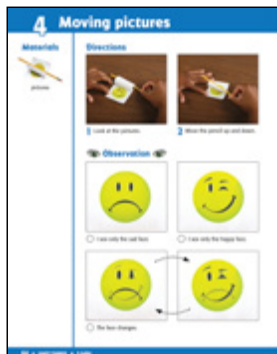 4 Moving pictures
Materials
pictures
Directions
1 Look at the pictures.
2 Move the pencil up and down.
Observation
I see only the sad face.
I see only the happy face.
The face changes.